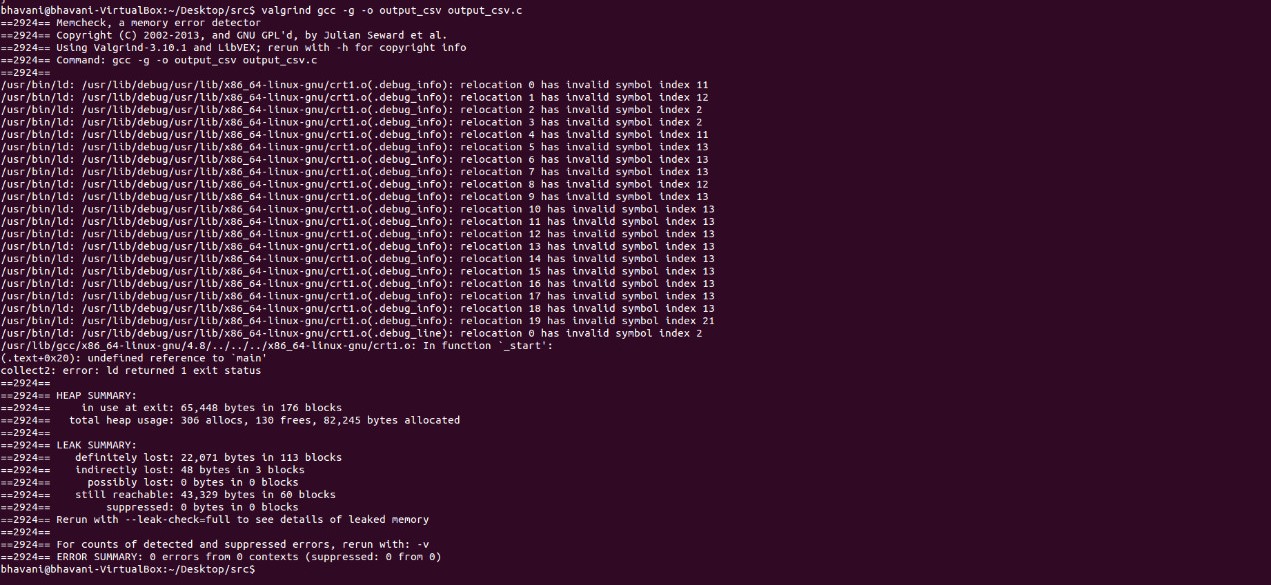 bhavani@bhavani-VirtualBox:~/Desktop/src$ valgrind gcc -g -o output_csv output_csv.c
==2924== Memcheck, a memory error detector
==2924== Copyright (C) 2002-2013, and GNU GPL'd, by Julian Seward et al.
==2924== Using Valgrind-3.10.1 and LibVEX; rerun with -h for copyright info
==2924== Command: gcc -g -o output_csv output_csv.c
==2924==
/usr/bin/ld: /usr/lib/debug/usr/lib/x86_64-linux-gnu/crt1.o(.debug_info): relocation 0 has invalid symbol index 11
/usr/bin/ld: /usr/lib/debug/usr/lib/x86_64-linux-gnu/crt1.o(.debug_info): relocation 1 has invalid symbol index 12
/usr/bin/ld: /usr/lib/debug/usr/lib/x86_64-linux-gnu/crt1.o(.debug_info): relocation 2 has invalid symbol index 2
/usr/bin/ld: /usr/lib/debug/usr/lib/x86_64-linux-gnu/crt1.o(.debug_info): relocation 3 has invalid symbol index 2
/usr/bin/ld: /usr/lib/debug/usr/lib/x86_64-linux-gnu/crt1.o(.debug_info): relocation 4 has invalid symbol index 11
/usr/bin/ld: /usr/lib/debug/usr/lib/x86_64-linux-gnu/crt1.o(.debug_info): relocation 5 has invalid symbol index 13
/usr/bin/ld: /usr/lib/debug/usr/lib/x86_64-linux-gnu/crt1.o(.debug_info): relocation 6 has invalid symbol index 13
/usr/bin/ld: /usr/lib/debug/usr/lib/x86_64-linux-gnu/crt1.o(.debug_info): relocation 7 has invalid symbol index 13
/usr/bin/ld: /usr/lib/debug/usr/lib/x86_64-linux-gnu/crt1.o(.debug_info): relocation 8 has invalid symbol index 12
/usr/bin/ld: /usr/lib/debug/usr/lib/x86_64-linux-gnu/crt1.o(.debug_info): relocation 9 has invalid symbol index 13
/usr/bin/ld: /usr/lib/debug/usr/lib/x86_64-linux-gnu/crt1.o(.debug_info): relocation 10 has invalid symbol index 13
/usr/bin/ld: /usr/lib/debug/usr/lib/x86_64-linux-gnu/crt1.o(.debug_info): relocation 11 has invalid symbol index 13
/usr/bin/ld: /usr/lib/debug/usr/lib/x86_64-linux-gnu/crt1.o(.debug_info): relocation 12 has invalid symbol index 13
/usr/bin/ld: /usr/lib/debug/usr/lib/x86_64-linux-gnu/crt1.o(.debug_info): relocation 13 has invalid symbol index 13
/usr/bin/ld: /usr/lib/debug/usr/lib/x86_64-linux-gnu/crt1.o(.debug_info): relocation 14 has invalid symbol index 13
/usr/bin/ld: /usr/lib/debug/usr/lib/x86_64-linux-gnu/crt1.o(.debug_info): relocation 15 has invalid symbol index 13
/usr/bin/ld: /usr/lib/debug/usr/lib/x86_64-linux-gnu/crt1.o(.debug_info): relocation 16 has invalid symbol index 13
/usr/bin/ld: /usr/lib/debug/usr/lib/x86_64-linux-gnu/crt1.o(.debug_info): relocation 17 has invalid symbol index 13
/usr/bin/ld: /usr/lib/debug/usr/lib/x86_64-linux-gnu/crt1.o(.debug_info): relocation 18 has invalid symbol index 13
/usr/bin/ld: /usr/lib/debug/usr/lib/x86_64-linux-gnu/crt1.o(.debug_info): relocation 19 has invalid symbol index 21
/usr/bin/ld: /usr/lib/debug/usr/lib/x86_64-linux-gnu/crt1.o(.debug_line): relocation 0 has invalid symbol index 2
/usr/lib/gcc/x86_64-linux-gnu/4.8/../../../x86_64-linux-gnu/crt1.o: In function `_start':
(.text+0x20): undefined reference to `main'
collect2: error: ld returned 1 exit status
==2924==
==2924== HEAP SUMMARY:
==2924==     in use at exit: 65,448 bytes in 176 blocks
==2924==   total heap usage: 306 allocs, 130 frees, 82,245 bytes allocated
==2924==
==2924== LEAK SUMMARY:
==2924==    definitely lost: 22,071 bytes in 113 blocks
==2924==    indirectly lost: 48 bytes in 3 blocks
==2924==      possibly lost: 0 bytes in 0 blocks
==2924==    still reachable: 43,329 bytes in 60 blocks
==2924==         suppressed: 0 bytes in 0 blocks
==2924== Rerun with --leak-check=full to see details of leaked memory
==2924==
==2924== For counts of detected and suppressed errors, rerun with: -v
==2924== ERROR SUMMARY: 0 errors from 0 contexts (suppressed: 0 from 0)
bhavani@bhavani-VirtualBox:~/Desktop/src$